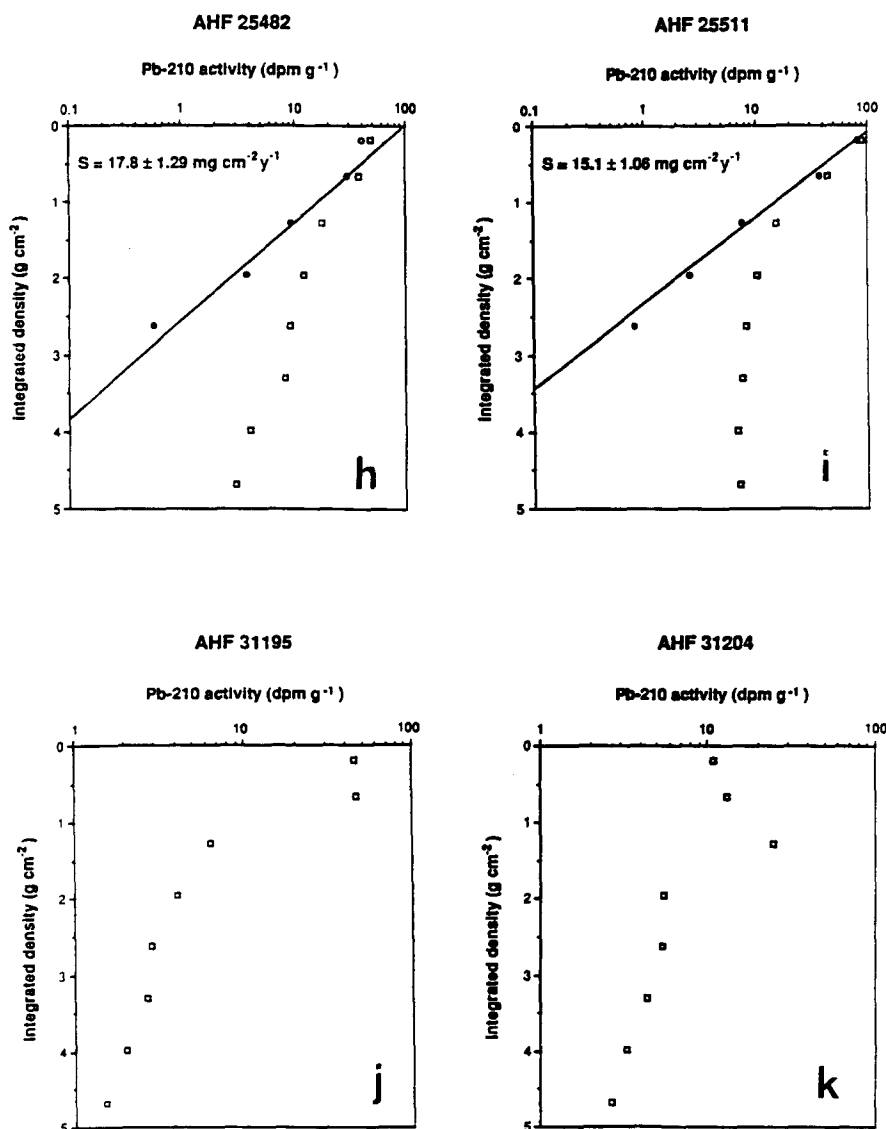 AHF 25482
Pb-210 activity (dpm g⁻¹)
0.1 1 10 100
S = 17.8 ± 1.29 mg cm⁻² y⁻¹
Integrated density (g cm⁻²)
0
1
2
3
4
5
h
AHF 25511
Pb-210 activity (dpm g⁻¹)
0.1 1 10 100
S = 15.1 ± 1.06 mg cm⁻² y⁻¹
Integrated density (g cm⁻²)
0
1
2
3
4
5
i
AHF 31195
Pb-210 activity (dpm g⁻¹)
1 10 100
Integrated density (g cm⁻²)
0
1
2
3
4
5
j
AHF 31204
Pb-210 activity (dpm g⁻¹)
1 10 100
Integrated density (g cm⁻²)
0
1
2
3
4
5
k